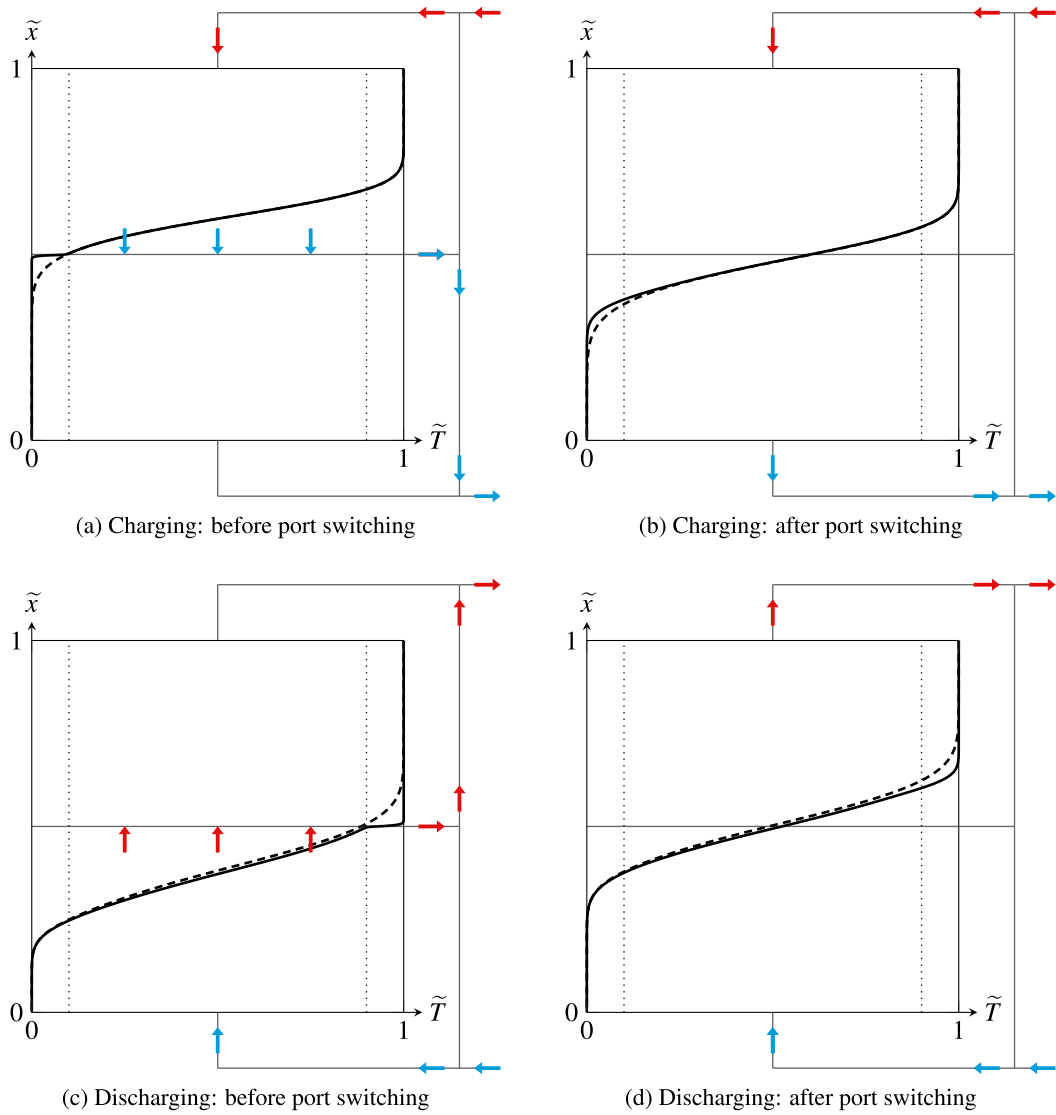 x̃
x̃
1
1
0
0
T̃
T̃
0
1
0
1
(a) Charging: before port switching
(b) Charging: after port switching
x̃
x̃
1
1
0
0
T̃
T̃
0
1
0
1
(c) Discharging: before port switching
(d) Discharging: after port switching